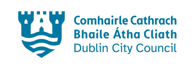 Comhairle Cathrach
Bhaile Átha Cliath
Dublin City Council